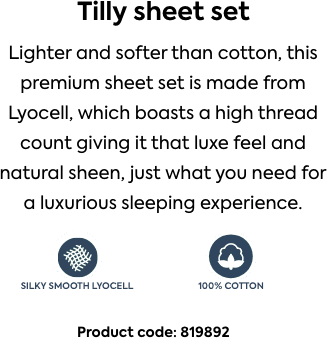 Tilly sheet set
Lighter and softer than cotton, this
premium sheet set is made from
Lyocell, which boasts a high thread
count giving it that luxe feel and
natural sheen, just what you need for
a luxurious sleeping experience.
SILKY SMOOTH LYOCELL
100% COTTON
Product code: 819892